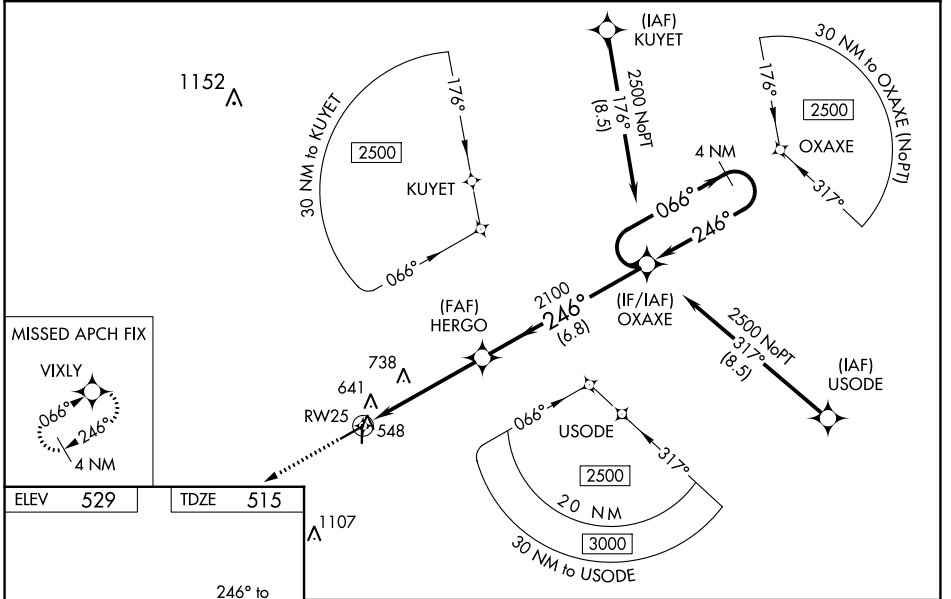 (IAF)
KUYET
1152
30 NM to KUYET
176°
2500
KUYET
066°
2500 NoPT
176°
(8.5)
4 NM
066°
246°
30 NM to OXAXE (NoPT)
176°
2500
OXAXE
317°
(IF/IAF)
OXAXE
2100
246°
(6.8)
(FAF)
HERGO
2500 NoPT
317°
(8.5)
(IAF)
USODE
MISSED APCH FIX
VIXLY
066°
246°
4 NM
738
641
RW25
548
066°
USODE
317°
2500
20 NM
3000
30 NM to USODE
ELEV 529
TDZE 515
1107
246° to